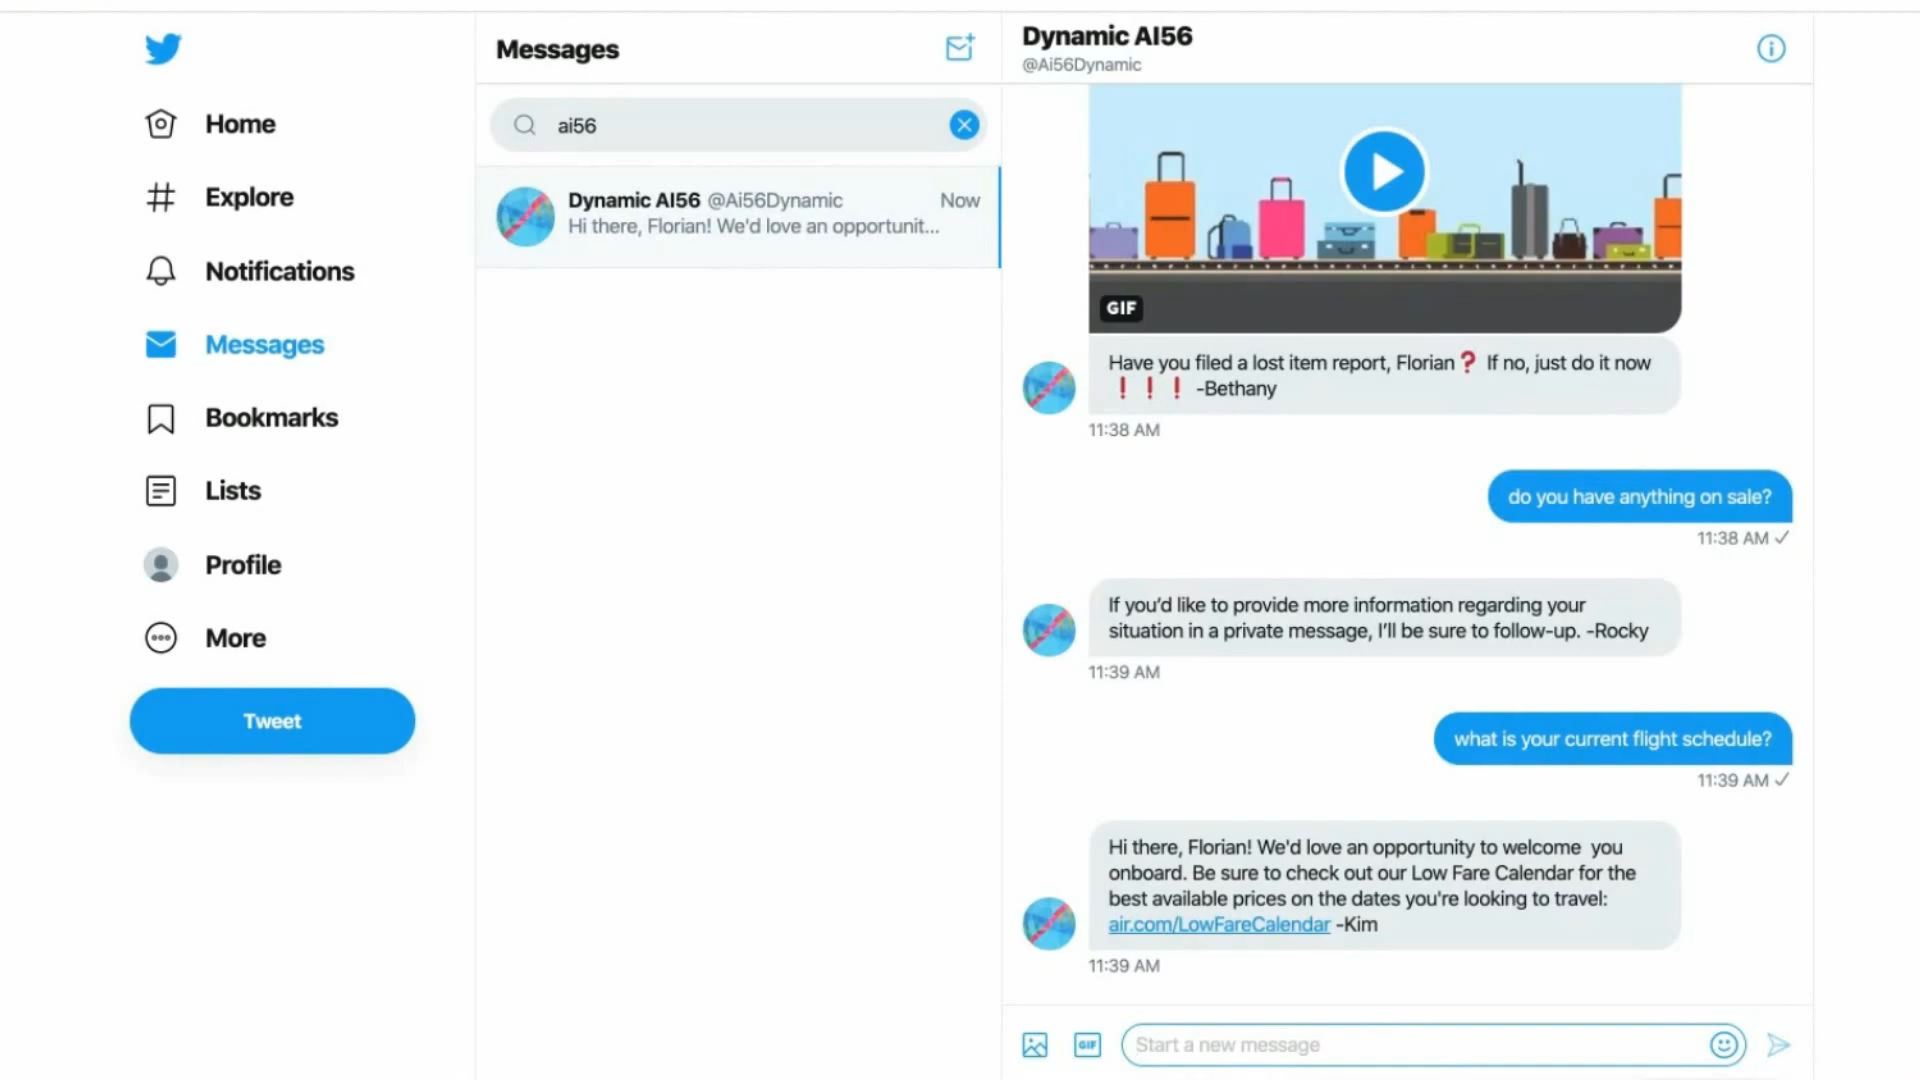 Home
Explore
Notifications
Messages
Bookmarks
Lists
Profile
More
Tweet
Messages
ai56
Dynamic AI56 @Ai56Dynamic Now
Hi there, Florian! We'd love an opportunit...
Dynamic AI56
@Ai56Dynamic
GIF
Have you filed a lost item report, Florian❓ If no, just do it now
❗❗❗ -Bethany
11:38 AM
do you have anything on sale?
11:38 AM ✓
If you’d like to provide more information regarding your
situation in a private message, I’ll be sure to follow-up. -Rocky
11:39 AM
what is your current flight schedule?
11:39 AM ✓
Hi there, Florian! We'd love an opportunity to welcome  you
onboard. Be sure to check out our Low Fare Calendar for the
best available prices on the dates you're looking to travel:
air.com/LowFareCalendar -Kim
11:39 AM
GIF
Start a new message